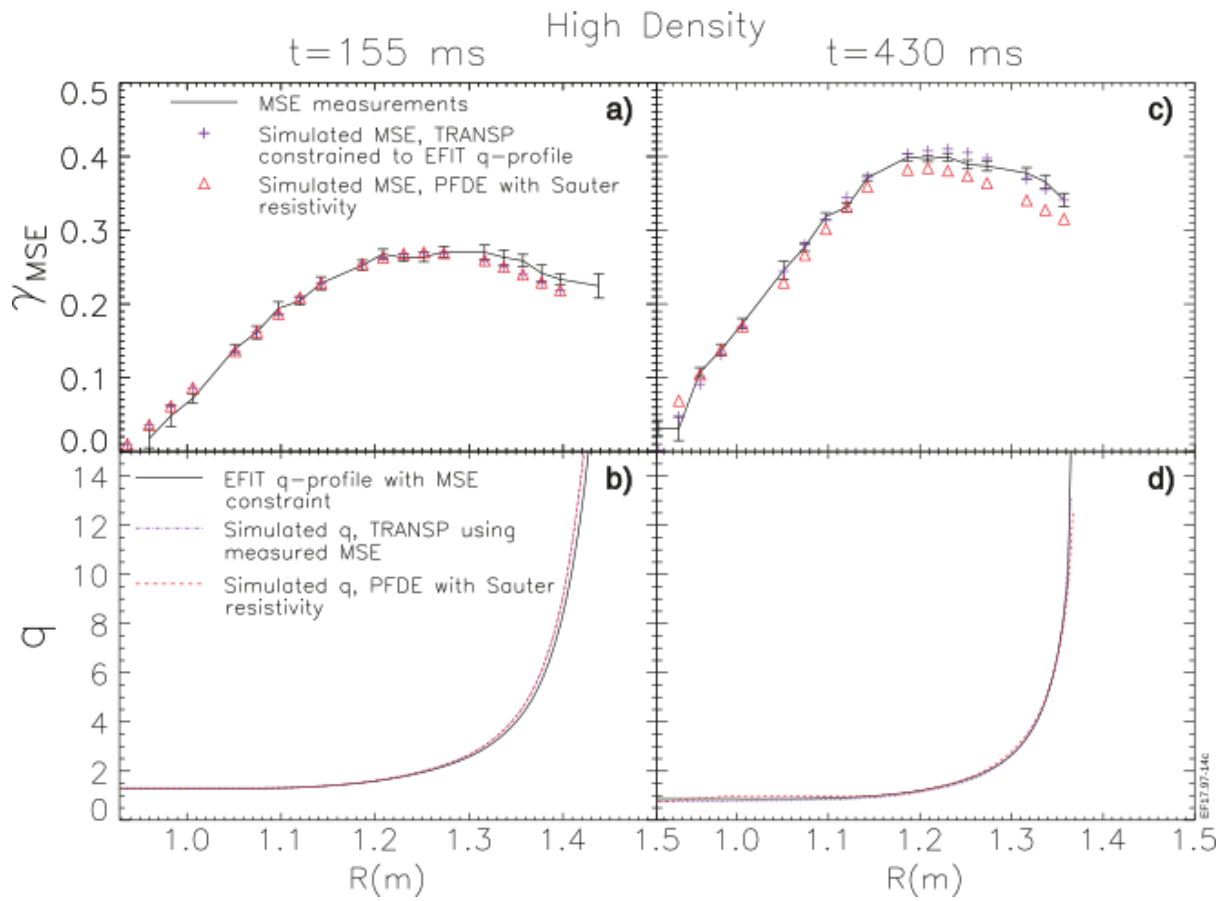 High Density
t=155 ms
t=430 ms
0.5
0.4
0.3
0.2
0.1
0.0
γMSE
MSE measurements
Simulated MSE, TRANSP
constrained to EFIT q-profile
Simulated MSE, PFDE with Sauter
resistivity
a)
c)
14
12
10
8
6
4
2
0
q
EFIT q-profile with MSE
constraint
Simulated q, TRANSP using
measured MSE
Simulated q, PFDE with Sauter
resistivity
b)
d)
EF17.97-14c
1.0 1.1 1.2 1.3 1.4 1.5 1.0 1.1 1.2 1.3 1.4 1.5
R(m)
R(m)